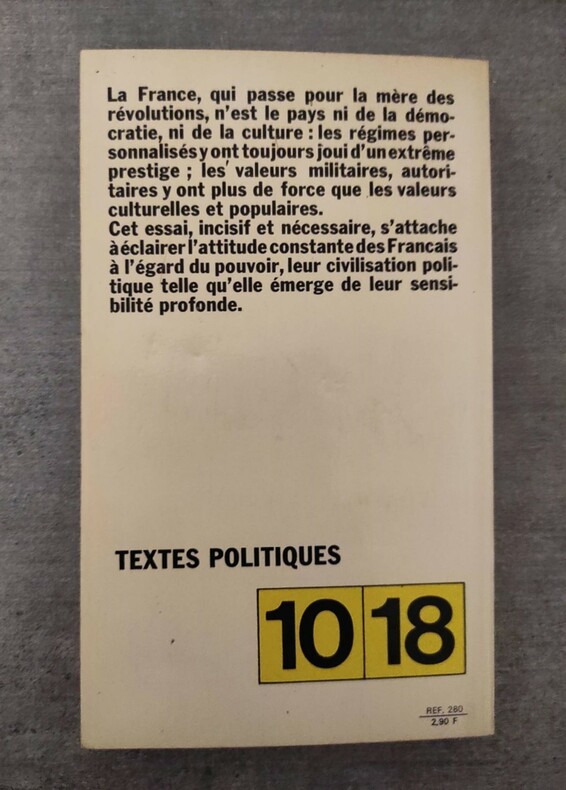 La France, qui passe pour la mère des
révolutions, n'est le pays ni de la démo-
cratie, ni de la culture : les régimes per-
sonnalisés y ont toujours joui d'un extrême
prestige ; les valeurs militaires, autori-
taires y ont plus de force que les valeurs
culturelles et populaires.
Cet essai, incisif et nécessaire, s'attache
à éclairer l'attitude constante des Francais
à l'égard du pouvoir, leur civilisation poli-
tique telle qu'elle émerge de leur sensi-
bilité profonde.
TEXTES POLITIQUES
10 18
REF. 280
2.90 F